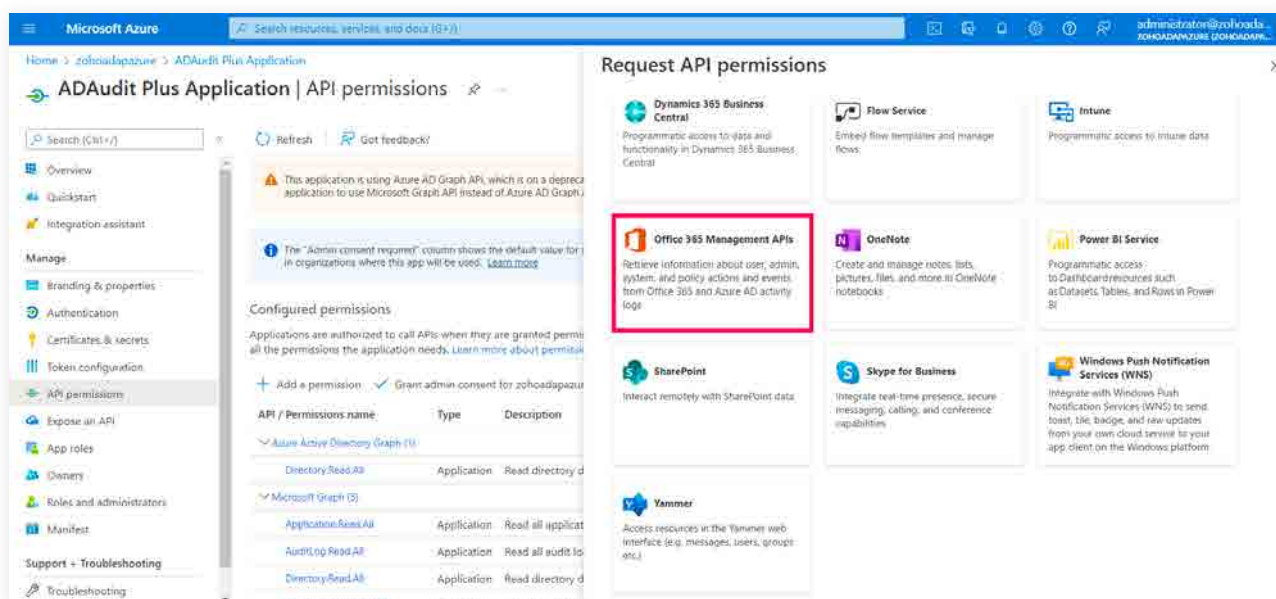 Microsoft Azure
Search resources, services, and docs (G+/)
administrator@zohoada...
ZOHOADAPAZURE (ZOHOADAPA...
Home > zohoadapazure > ADAudit Plus Application
ADAudit Plus Application | API permissions
Search (Ctrl+/)
Overview
Quickstart
Integration assistant
Manage
Branding & properties
Authentication
Certificates & secrets
Token configuration
API permissions
Expose an API
App roles
Owners
Roles and administrators
Manifest
Support + Troubleshooting
Troubleshooting
Refresh
Got feedback?
This application is using Azure AD Graph API, which is on a depreca
application to use Microsoft Graph API instead of Azure AD Graph
The "Admin consent required" column shows the default value for
in organizations where this app will be used. Learn more
Configured permissions
Applications are authorized to call APIs when they are granted permi
all the permissions the application needs. Learn more about permissi
Add a permission
Grant admin consent for zohoadapazur
API / Permissions name Type Description
Azure Active Directory Graph (1)
Directory.Read.All Application Read directory d
Microsoft Graph (5)
Application.Read.All Application Read all applicat
AuditLog.Read.All Application Read all audit lo
Directory.Read.All Application Read directory d
Request API permissions
Dynamics 365 Business
Central
Programmatic access to data and
functionality in Dynamics 365 Business
Central
Flow Service
Embed flow templates and manage
flows
Intune
Programmatic access to Intune data
Office 365 Management APIs
Retrieve information about user, admin,
system, and policy actions and events
from Office 365 and Azure AD activity
logs
OneNote
Create and manage notes, lists,
pictures, files, and more in OneNote
notebooks
Power BI Service
Programmatic access
to Dashboard resources such
as Datasets, Tables, and Rows in Power
BI
SharePoint
Interact remotely with SharePoint data
Skype for Business
Integrate real-time presence, secure
messaging, calling, and conference
capabilities
Windows Push Notification
Services (WNS)
Integrate with Windows Push
Notification Services (WNS) to send
toast, tile, badge, and raw updates
from your own cloud service to your
app client on the Windows platform
Yammer
Access resources in the Yammer web
interface (e.g. messages, users, groups
etc.)